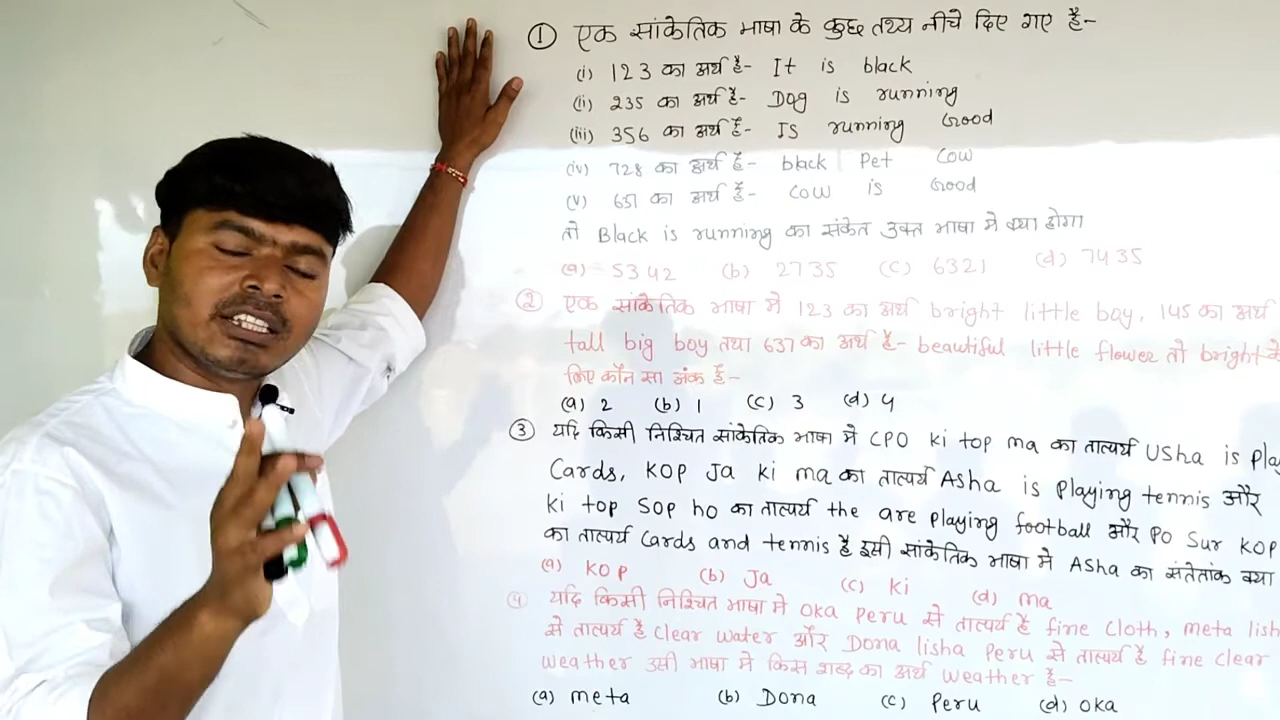 ① एक सांकेतिक भाषा के कुछ तथ्य नीचे दिए गए है-
(i) 123 का अर्थ है- It is black
(ii) 235 का अर्थ है- Dog is running
(iii) 356 का अर्थ है- Is running Good
(iv) 728 का अर्थ है- black Pet Cow
(v) का अर्थ है- Cow is Good
तो Black is running का संकेत उक्त भाषा मे क्या होगा
(a) 5342 (b) 2735 (c) 6321 (d) 7435
② एक सांकेतिक भाषा मे 123 का अर्थ bright little boy, 145 का अर्थ
tall big boy तथा 637 का अर्थ है- beautiful little flower तो bright के
लिए कौन सा अंक है-
(a) 2 (b) 1 (c) 3 (d) 4
③ यदि किसी निश्चित सांकेतिक भाषा मे CPO ki top ma का तात्पर्य Usha is
Cards, KOP Ja ki ma का तात्पर्य Asha is Playing tennis और
ki top Sop ho का तात्पर्य the are Playing football और PO Sur KOP
का तात्पर्य Cards and tennis है इसी सांकेतिक भाषा मे Asha का संतेतांक क्या
(a) KOP (b) Ja (c) Ki (d) ma
④ यदि किसी निश्चित भाषा मे Oka Peru से तात्पर्य है fine Cloth, meta
से तात्पर्य है Clear water और Dona lisha Peru से तात्पर्य है fine Clear
weather उसी भाषा मे किस शब्द का अर्थ weather है-
(a) meta (b) Dona (c) Peru (d) Oka